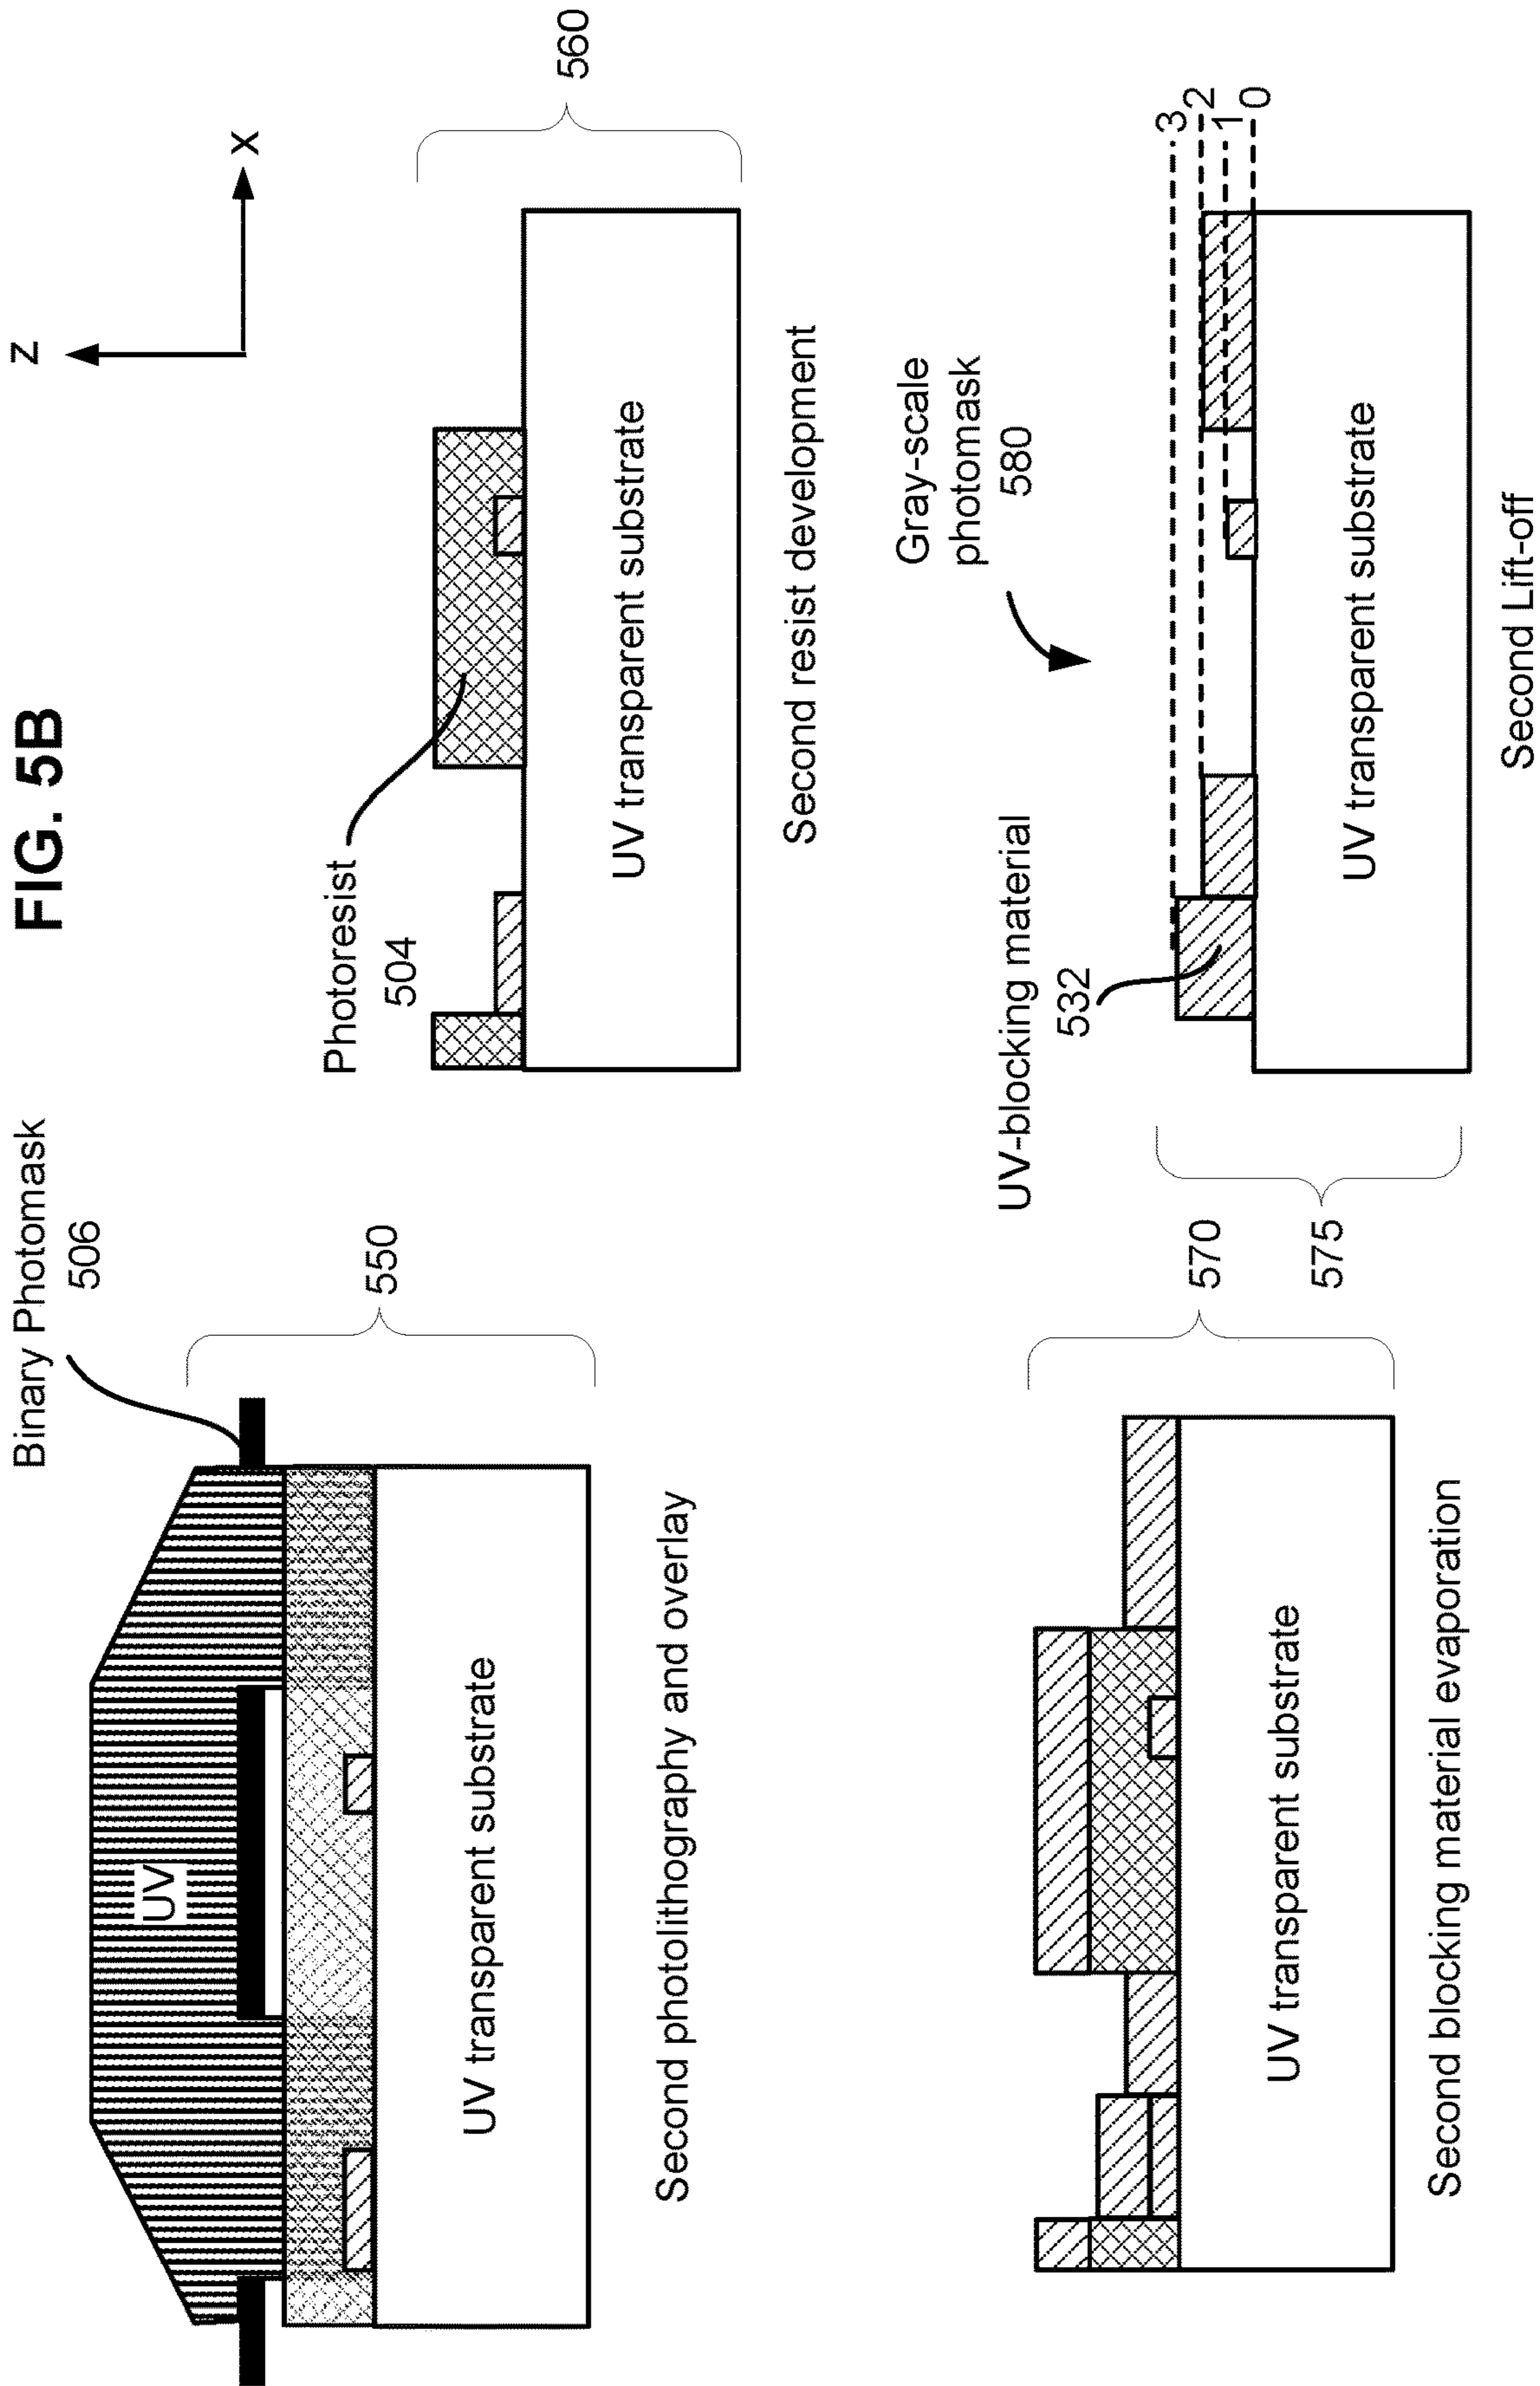 FIG. 5B
Z
X
Binary Photomask
506
UV
UV transparent substrate
550
Second photolithography and overlay
Photoresist
504
UV transparent substrate
560
Second resist development
UV transparent substrate
570
Second blocking material evaporation
UV-blocking material
532
Gray-scale
photomask
580
3
2
1
0
UV transparent substrate
575
Second Lift-off